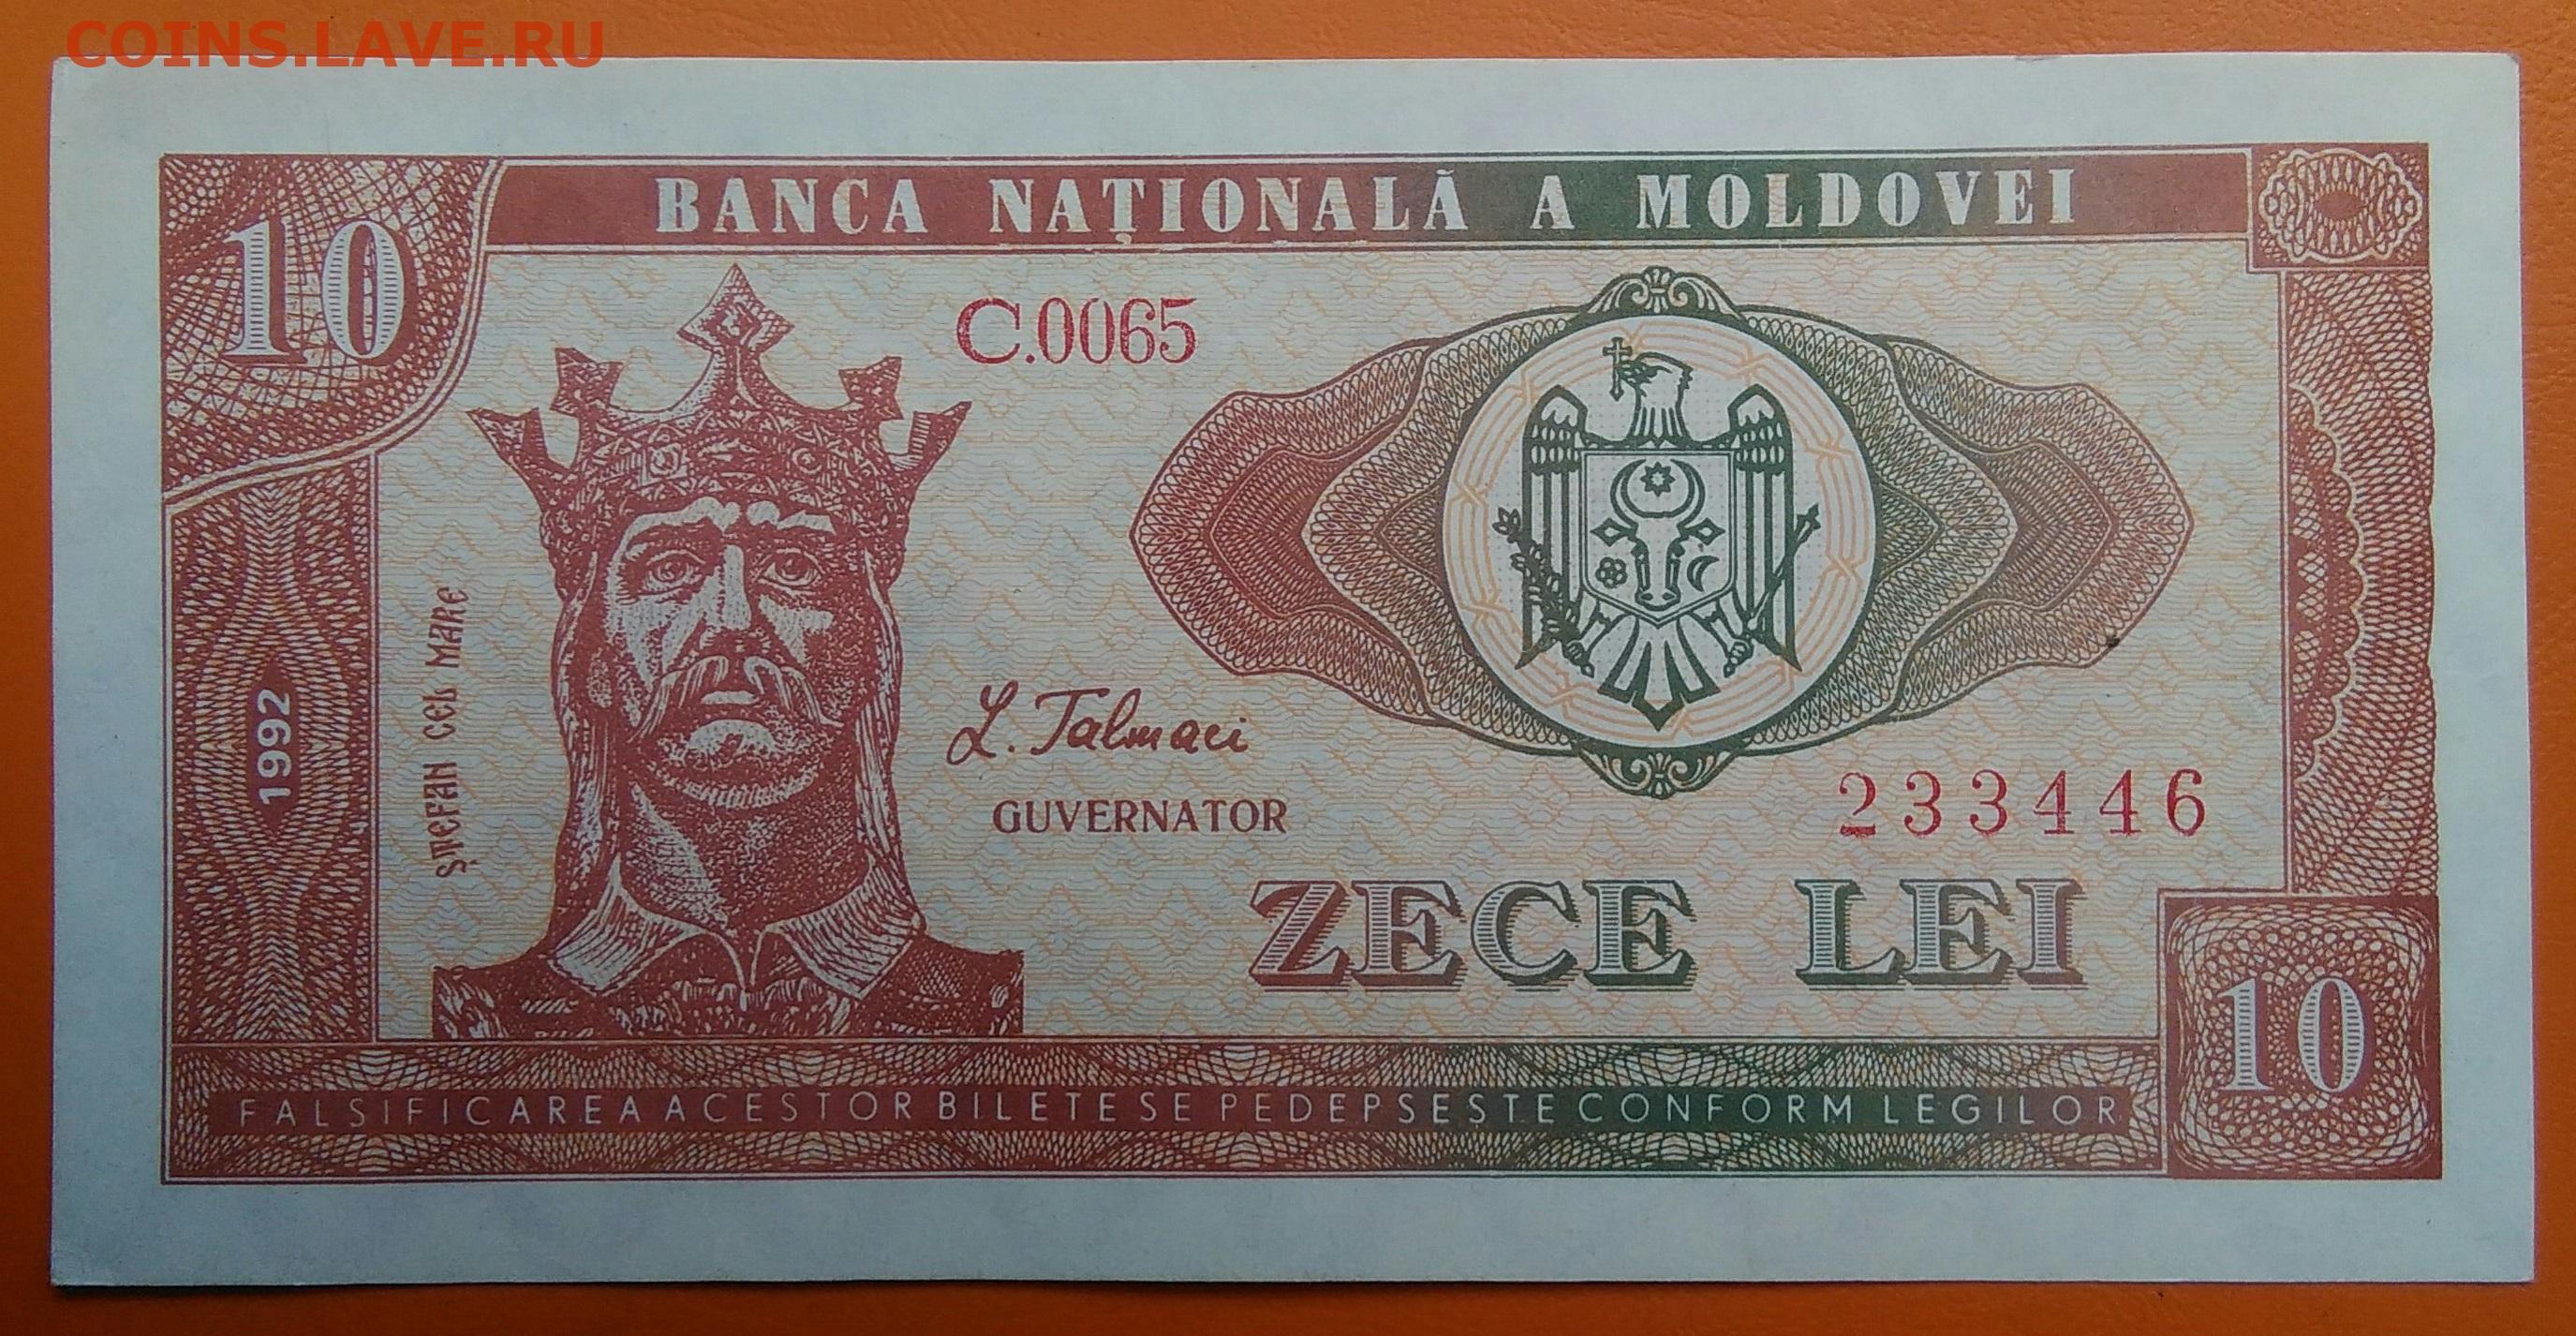 COINS.LAVE.RU
BANCA NAȚIONALĂ A MOLDOVEI
10
C.0065
ȘTEFAN CEL MARE
1992
L. Talmaci
GUVERNATOR
233446
ZECE LEI
10
FALSIFICAREA ACESTOR BILETE SE PEDEPSESTE CONFORM LEGILOR